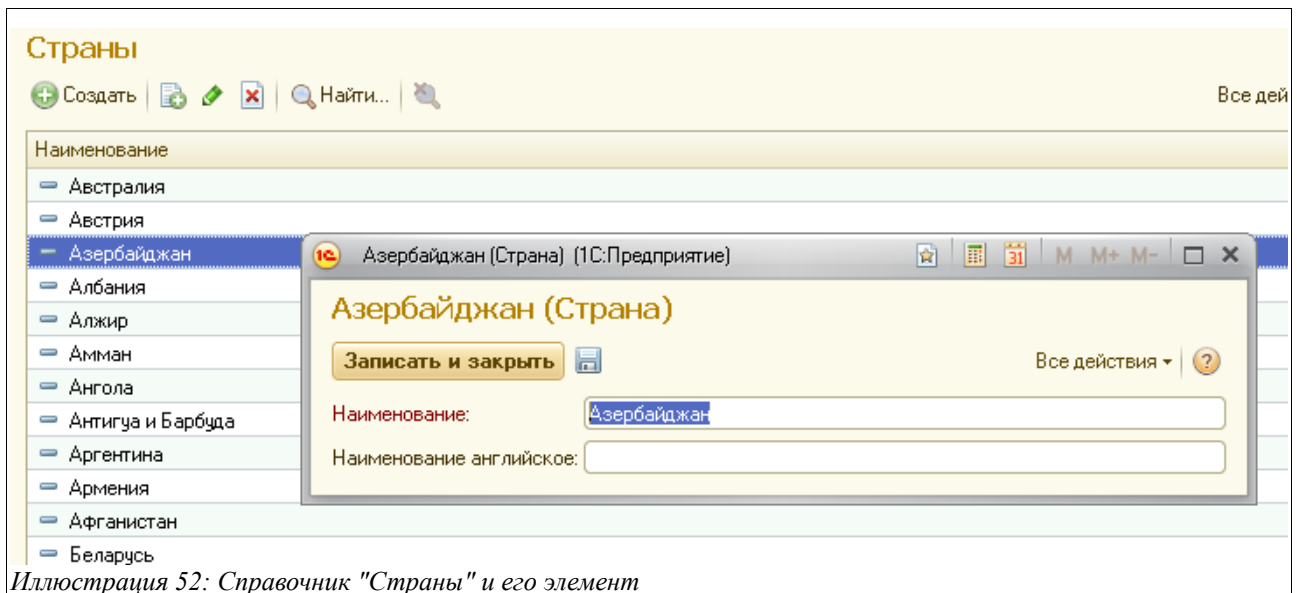 Страны
Создать Найти... Все дей
Наименование
Австралия
Австрия
Азербайджан
Албания
Алжир
Амман
Ангола
Антигуа и Барбуда
Аргентина
Армения
Афганистан
Беларусь
1С Азербайджан (Страна) (1С:Предприятие) 31 M M+ M-
Азербайджан (Страна)
Записать и закрыть Все действия ?
Наименование: Азербайджан
Наименование английское:
Иллюстрация 52: Справочник "Страны" и его элемент